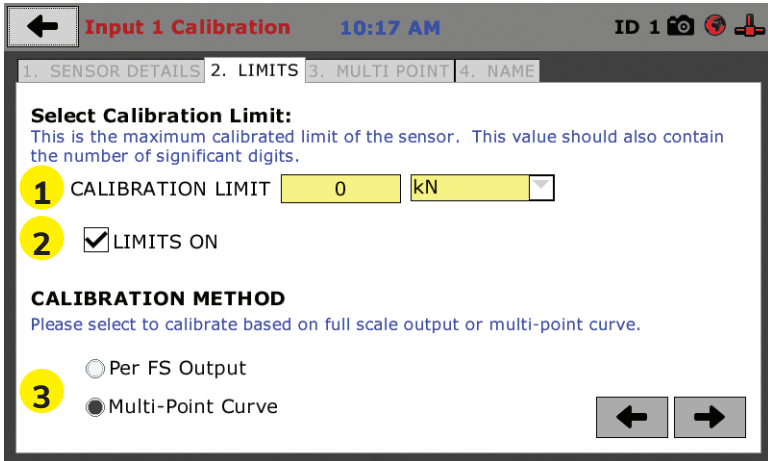 Input 1 Calibration 10:17 AM ID 1
1. SENSOR DETAILS 2. LIMITS 3. MULTI POINT 4. NAME
Select Calibration Limit:
This is the maximum calibrated limit of the sensor. This value should also contain
the number of significant digits.
1 CALIBRATION LIMIT 0 kN
2 LIMITS ON
CALIBRATION METHOD
Please select to calibrate based on full scale output or multi-point curve.
Per FS Output
3 Multi-Point Curve